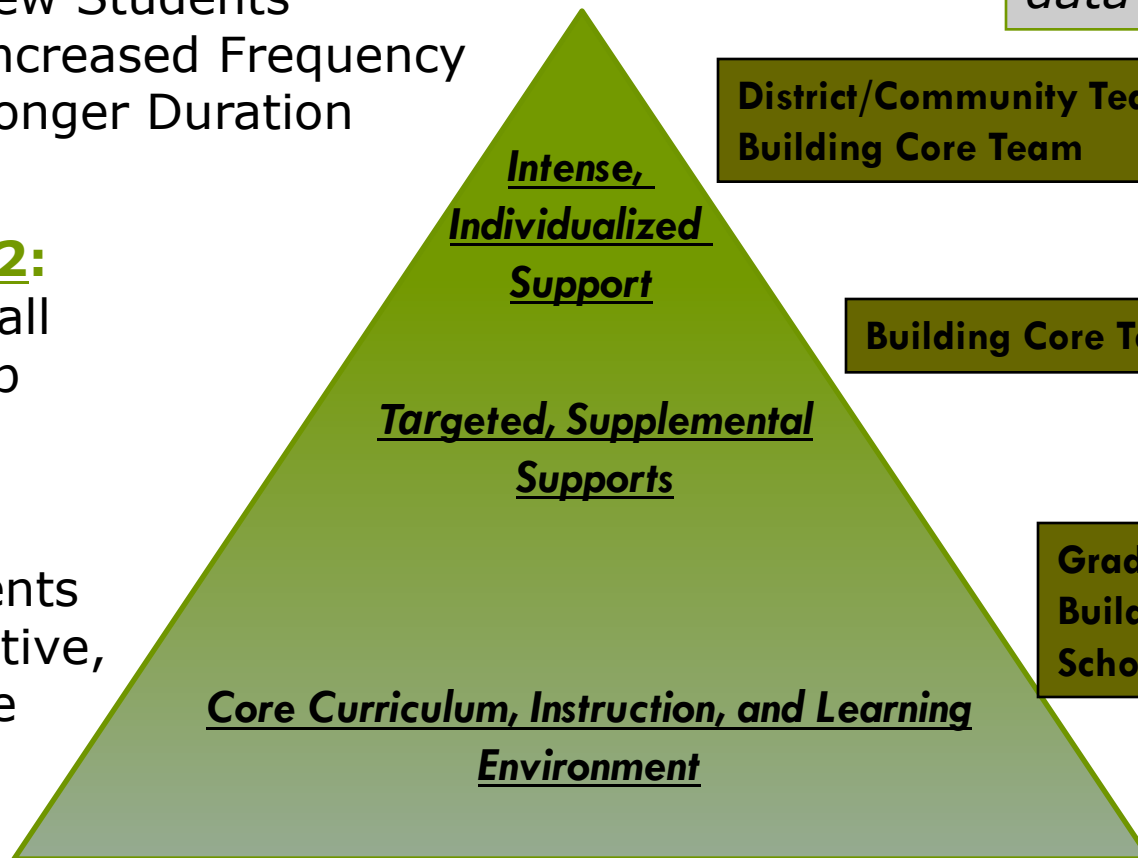 ew Students
ncreased Frequency
onger Duration
2:
all
p
ents
tive,
e
Intense,
Individualized
Support
Targeted, Supplemental
Supports
Core Curriculum, Instruction, and Learning
Environment
data
District/Community Tea
Building Core Team
Building Core Te
Grad
Build
Schoo